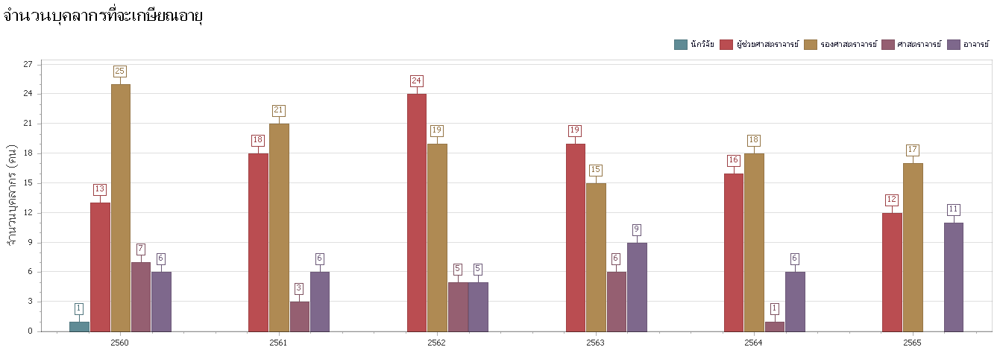 จำนวนบุคลากรที่จะเกษียณอายุ
นักวิจัย ผู้ช่วยศาสตราจารย์ รองศาสตราจารย์ ศาสตราจารย์ อาจารย์
จำนวนบุคลากร (คน)
27
24
21
18
15
12
9
6
3
0
1 13 25 7 6
18 21 3 6
24 19 5 5
19 15 6 9
16 18 1 6
12 17 11
2560 2561 2562 2563 2564 2565